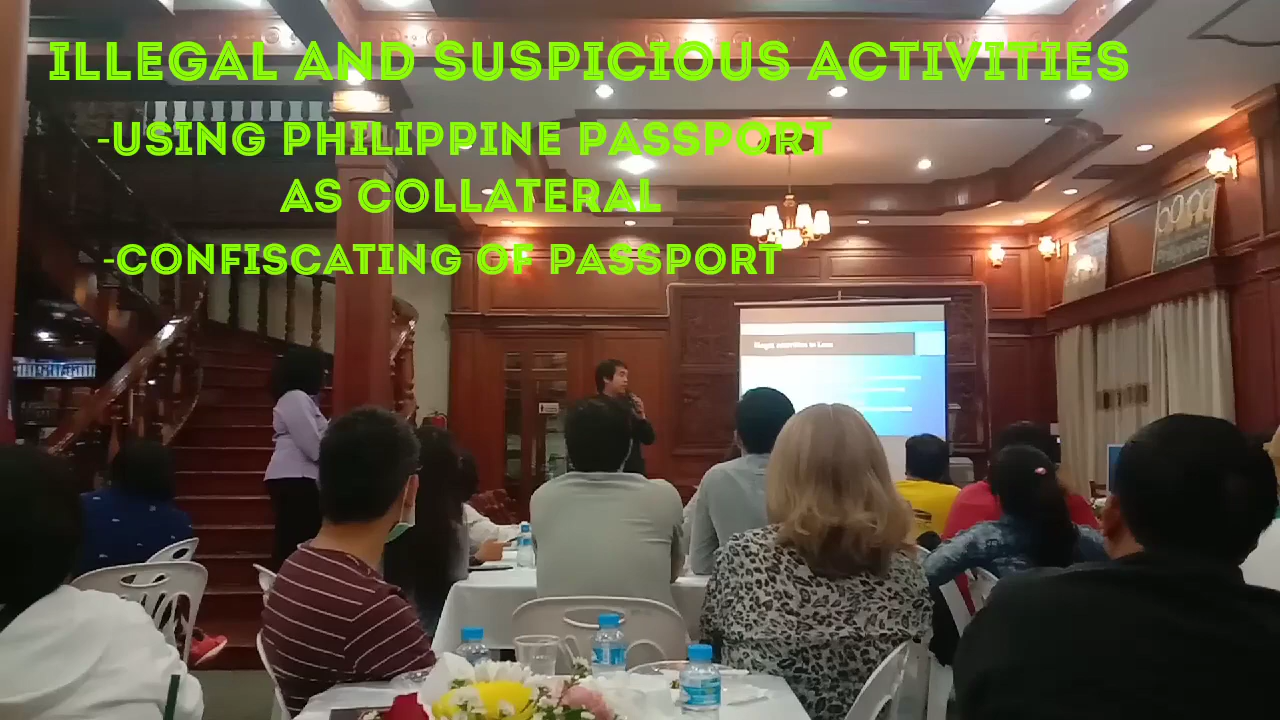 ILLEGAL AND SUSPICIOUS ACTIVITIES
-USING PHILIPPINE PASSPORT
AS COLLATERAL
-CONFISCATING OF PASSPORT